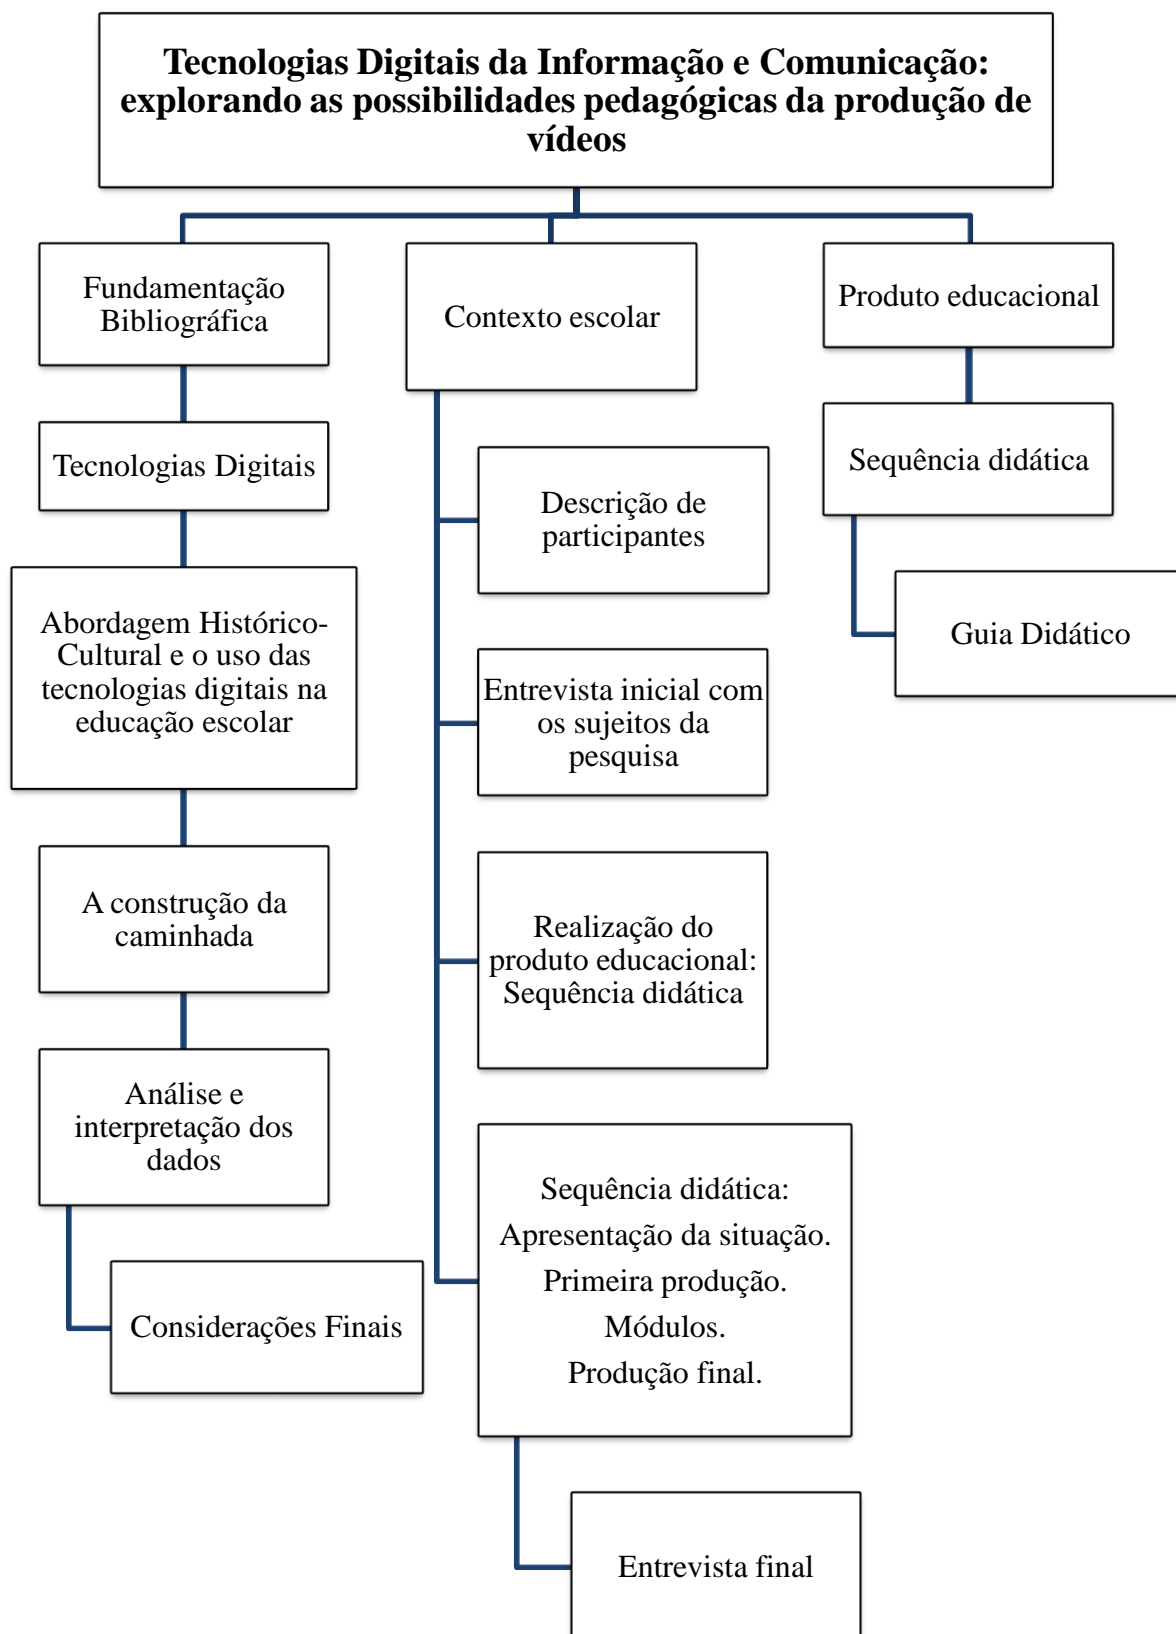 Tecnologias Digitais da Informação e Comunicação:
explorando as possibilidades pedagógicas da produção de
vídeos
Fundamentação
Bibliográfica
Tecnologias Digitais
Abordagem Histórico-
Cultural e o uso das
tecnologias digitais na
educação escolar
A construção da
caminhada
Análise e
interpretação dos
dados
Considerações Finais
Contexto escolar
Descrição de
participantes
Entrevista inicial com
os sujeitos da
pesquisa
Realização do
produto educacional:
Sequência didática
Sequência didática:
Apresentação da situação.
Primeira produção.
Módulos.
Produção final.
Entrevista final
Produto educacional
Sequência didática
Guia Didático